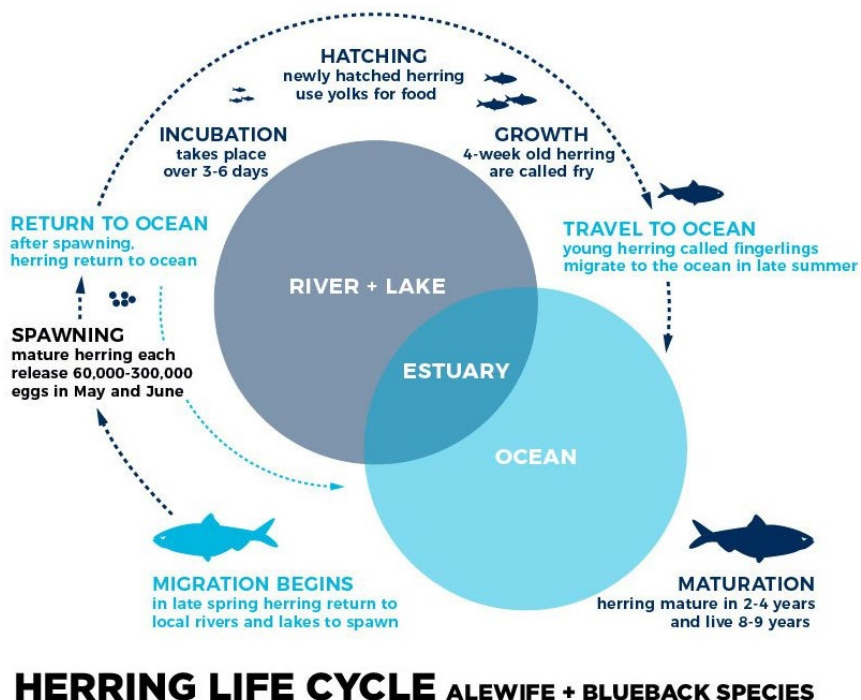 HATCHING
newly hatched herring
use yolks for food
INCUBATION
takes place
over 3-6 days
GROWTH
4-week old herring
are called fry
RETURN TO OCEAN
after spawning,
herring return to ocean
TRAVEL TO OCEAN
young herring called fingerlings
migrate to the ocean in late summer
RIVER + LAKE
SPAWNING
mature herring each
release 60,000-300,000
eggs in May and June
ESTUARY
OCEAN
MIGRATION BEGINS
in late spring herring return to
local rivers and lakes to spawn
MATURATION
herring mature in 2-4 years
and live 8-9 years
HERRING LIFE CYCLE ALEWIFE + BLUEBACK SPECIES